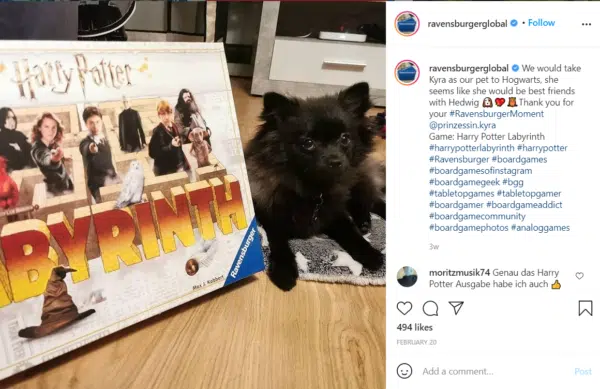 Harry Potter
BYRINTH
Ravensburger
Max J. Kobbert
ravensburgerglobal • Follow
ravensburgerglobal We would take
Kyra as our pet to Hogwarts, she
seems like she would be best friends
with Hedwig 🐰💔🐻Thank you for
your #RavensburgerMoment
@prinzessin.kyra
Game: Harry Potter Labyrinth
#harrypotterlabyrinth #harrypotter
#Ravensburger #boardgames
#boardgamesofinstagram
#boardgamegeek #bgg
#tabletopgames #tabletopgamer
#boardgamer #boardgameaddict
#boardgamecommunity
#boardgamephotos #analoggames
3w
moritzmusik74 Genau das Harry
Potter Ausgabe habe ich auch 👍
494 likes
FEBRUARY 20
Add a comment...
Post